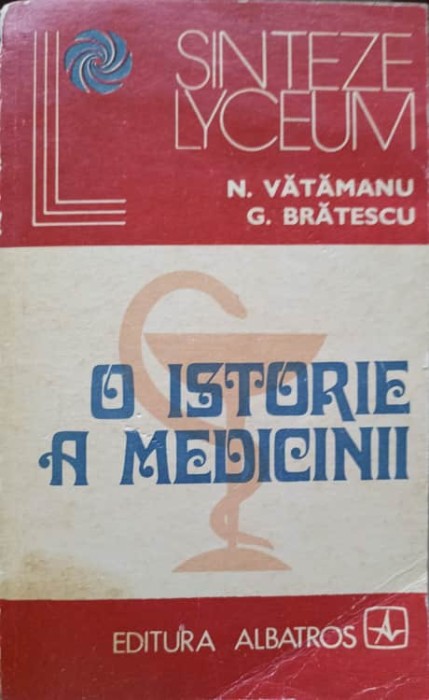 SINTEZE
LYCEUM
N. VĂTĂMANU
G. BRĂTESCU
O ISTORIE
A MEDICINII
EDITURA ALBATROS